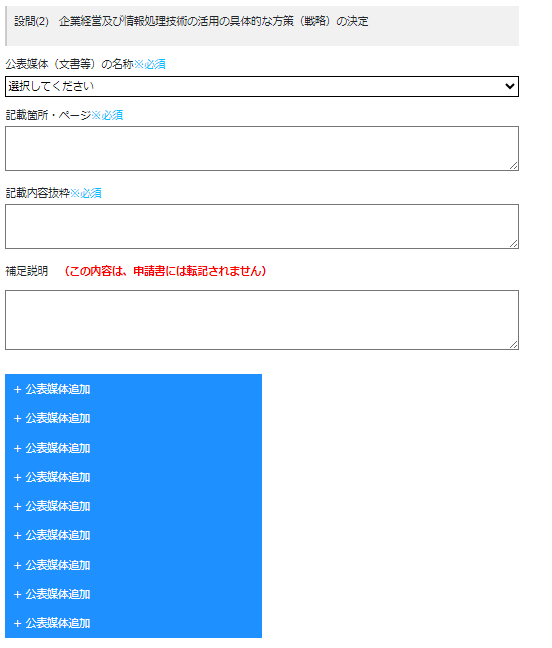 設問(2)　企業経営及び情報処理技術の活用の具体的な方策（戦略）の決定
公表媒体（文書等）の名称※必須
選択してください
記載箇所・ページ※必須
記載内容抜粋※必須
補足説明　（この内容は、申請書には転記されません）
+ 公表媒体追加
+ 公表媒体追加
+ 公表媒体追加
+ 公表媒体追加
+ 公表媒体追加
+ 公表媒体追加
+ 公表媒体追加
+ 公表媒体追加
+ 公表媒体追加